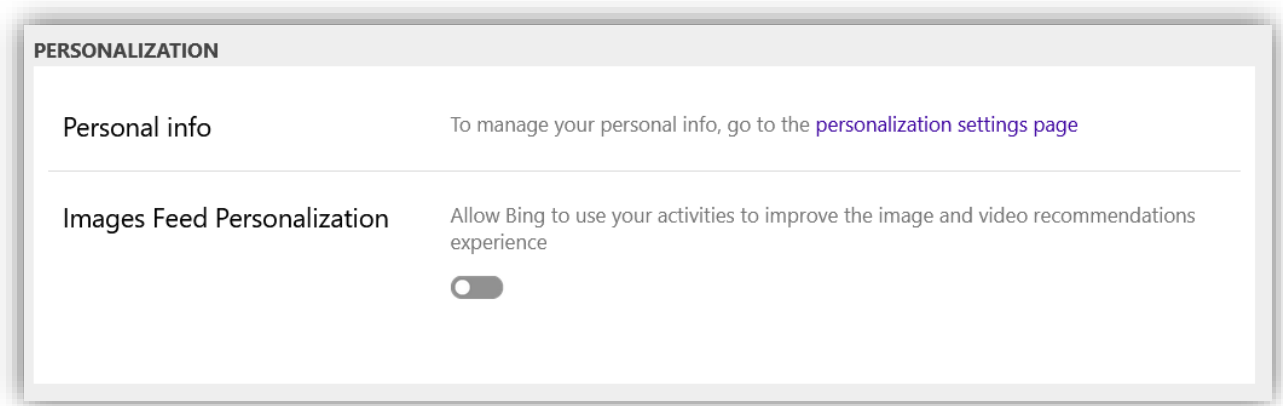 PERSONALIZATION
Personal info
To manage your personal info, go to the personalization settings page
Images Feed Personalization
Allow Bing to use your activities to improve the image and video recommendations
experience